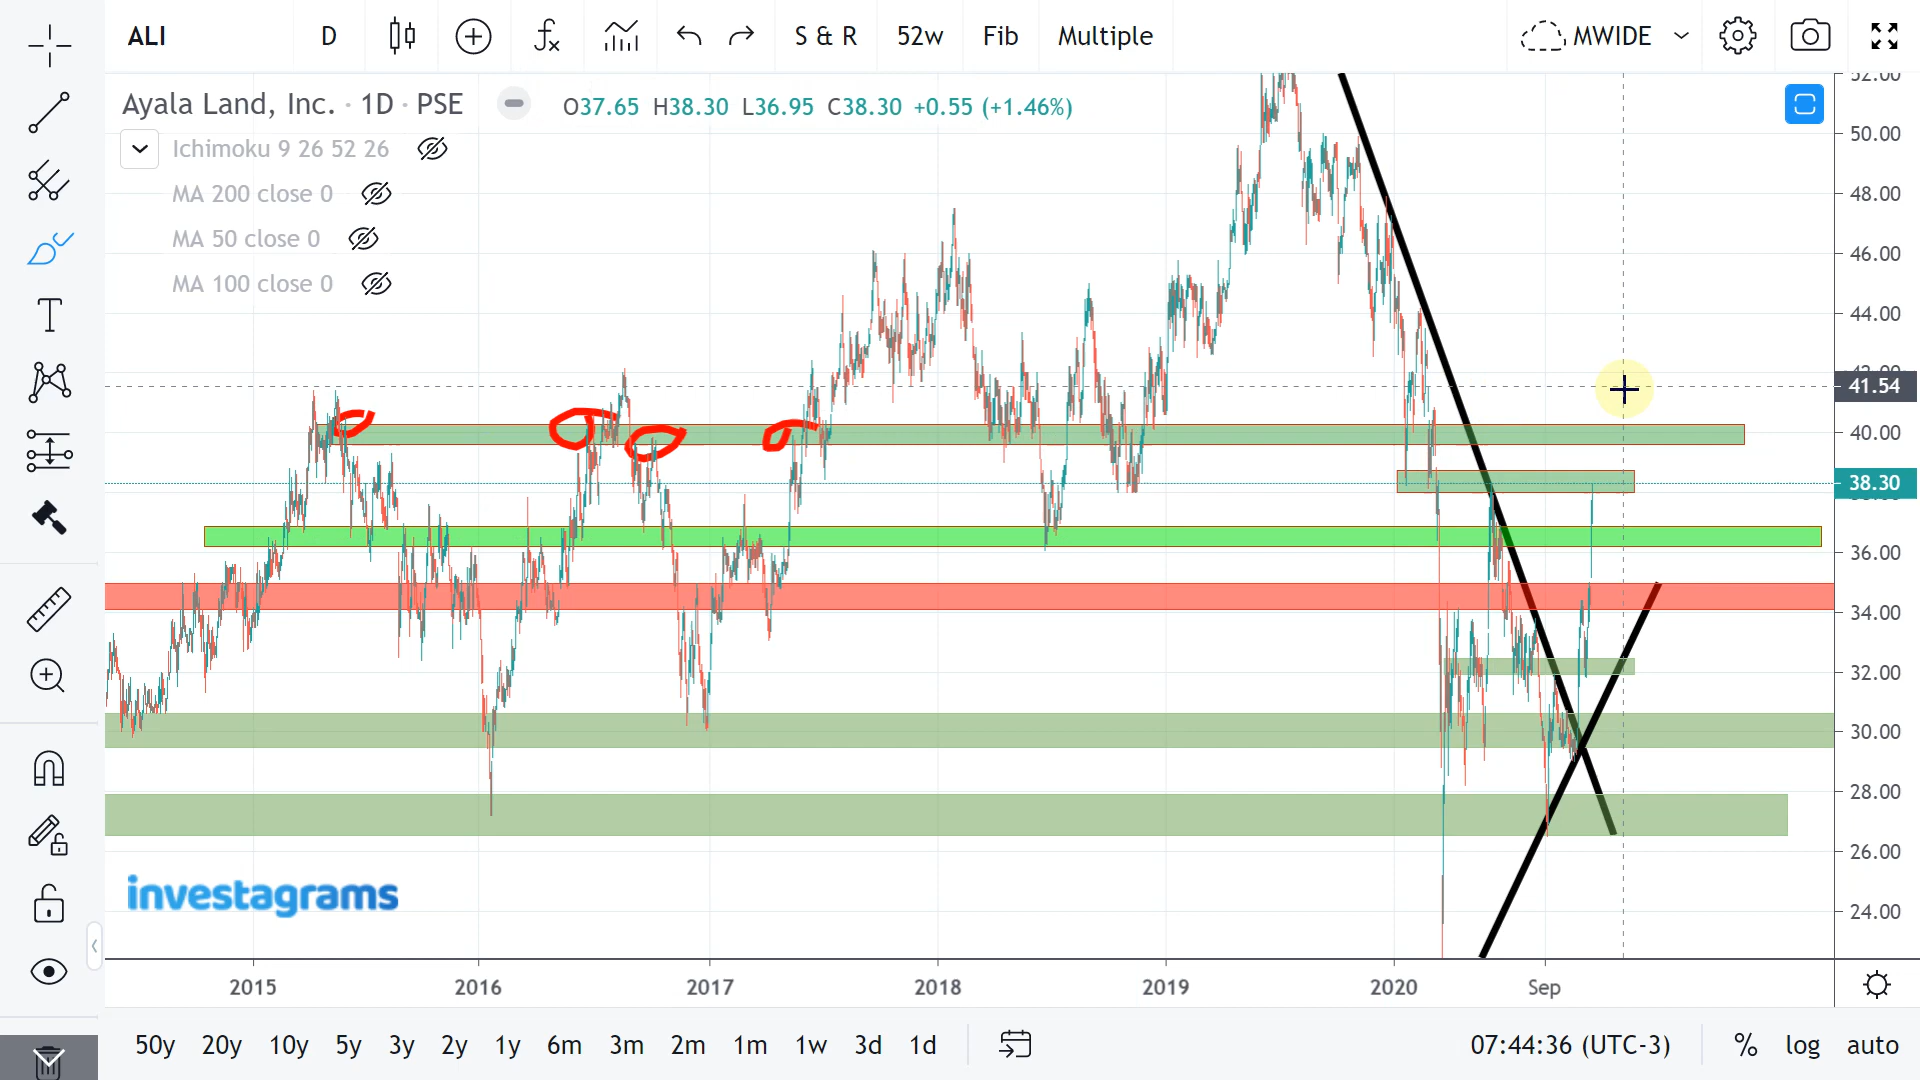 ALI D S & R 52w Fib Multiple MWIDE
Ayala Land, Inc. · 1D · PSE O37.65 H38.30 L36.95 C38.30 +0.55 (+1.46%)
Ichimoku 9 26 52 26
MA 200 close 0
MA 50 close 0
MA 100 close 0
52.00
50.00
48.00
46.00
44.00
41.54
40.00
38.30
36.00
34.00
32.00
30.00
28.00
26.00
24.00
investagrams
2015 2016 2017 2018 2019 2020 Sep
50y 20y 10y 5y 3y 2y 1y 6m 3m 2m 1m 1w 3d 1d 07:44:36 (UTC-3) % log auto